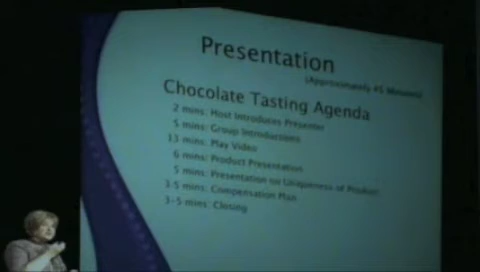 Presentation
(Approximately 45 Minutes)
Chocolate Tasting Agenda
2 mins: Host Introduces Presenter
5 mins: Group Introductions
13 mins: Play Video
6 mins: Product Presentation
5 mins: Presentation on Uniqueness of Product
3-5 mins: Compensation Plan
3-5 mins: Closing